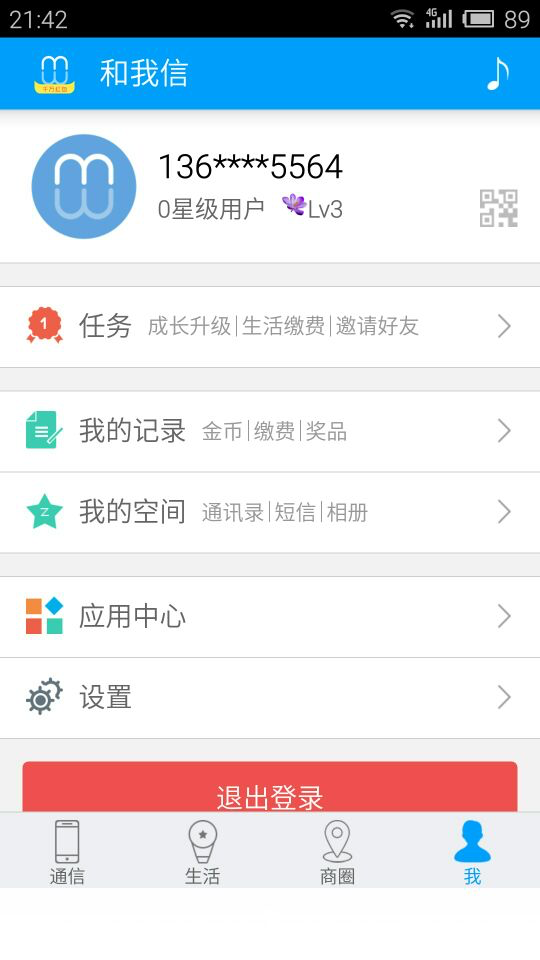 21:42
4G
89
千万红包
和我信
136****5564
0星级用户 Lv3
1
任务 成长升级|生活缴费|邀请好友
我的记录 金币|缴费|奖品
Z
我的空间 通讯录|短信|相册
应用中心
设置
退出登录
通信 生活 商圈 我